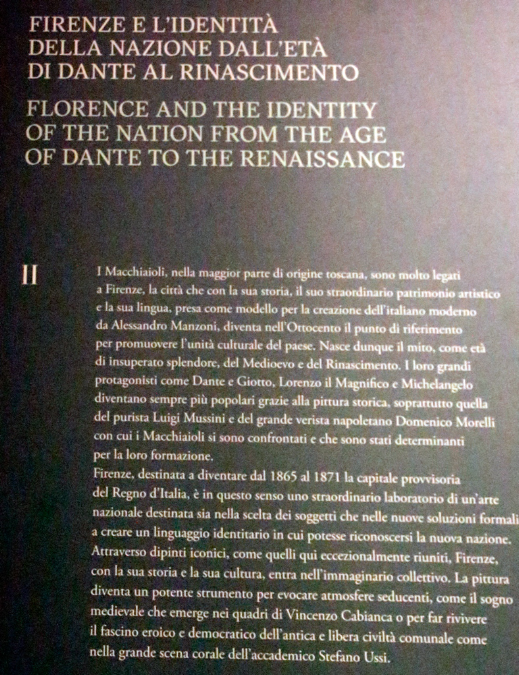 FIRENZE E L'IDENTITÀ
DELLA NAZIONE DALL'ETÀ
DI DANTE AL RINASCIMENTO
FLORENCE AND THE IDENTITY
OF THE NATION FROM THE AGE
OF DANTE TO THE RENAISSANCE
II
I Macchiaioli, nella maggior parte di origine toscana, sono molto legati
a Firenze, la città che con la sua storia, il suo straordinario patrimonio artistico
e la sua lingua, presa come modello per la creazione dell'italiano moderno
da Alessandro Manzoni, diventa nell'Ottocento il punto di riferimento
per promuovere l'unità culturale del paese. Nasce dunque il mito, come età
di insuperato splendore, del Medioevo e del Rinascimento. I loro grandi
protagonisti come Dante e Giotto, Lorenzo il Magnifico e Michelangelo
diventano sempre più popolari grazie alla pittura storica, soprattutto quella
del purista Luigi Mussini e del grande verista napoletano Domenico Morelli
con cui i Macchiaioli si sono confrontati e che sono stati determinanti
per la loro formazione.
Firenze, destinata a diventare dal 1865 al 1871 la capitale provvisoria
del Regno d'Italia, è in questo senso uno straordinario laboratorio di un'arte
nazionale destinata sia nella scelta dei soggetti che nelle nuove soluzioni formali
a creare un linguaggio identitario in cui potesse riconoscersi la nuova nazione.
Attraverso dipinti iconici, come quelli qui eccezionalmente riuniti, Firenze,
con la sua storia e la sua cultura, entra nell'immaginario collettivo. La pittura
diventa un potente strumento per evocare atmosfere seducenti, come il sogno
medievale che emerge nei quadri di Vincenzo Cabianca o per far rivivere
il fascino eroico e democratico dell'antica e libera civiltà comunale come
nella grande scena corale dell'accademico Stefano Ussi.